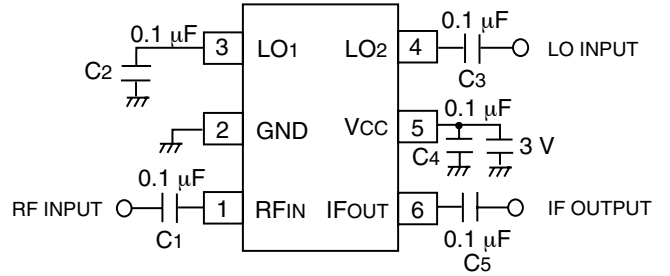 0.1 µF 3 LO1 LO2 4 0.1 µF LO INPUT
C2 C3
2 GND VCC 5 0.1 µF 3 V
C4
0.1 µF
RF INPUT 1 RFIN IFOUT 6 IF OUTPUT
C1 0.1 µF
C5